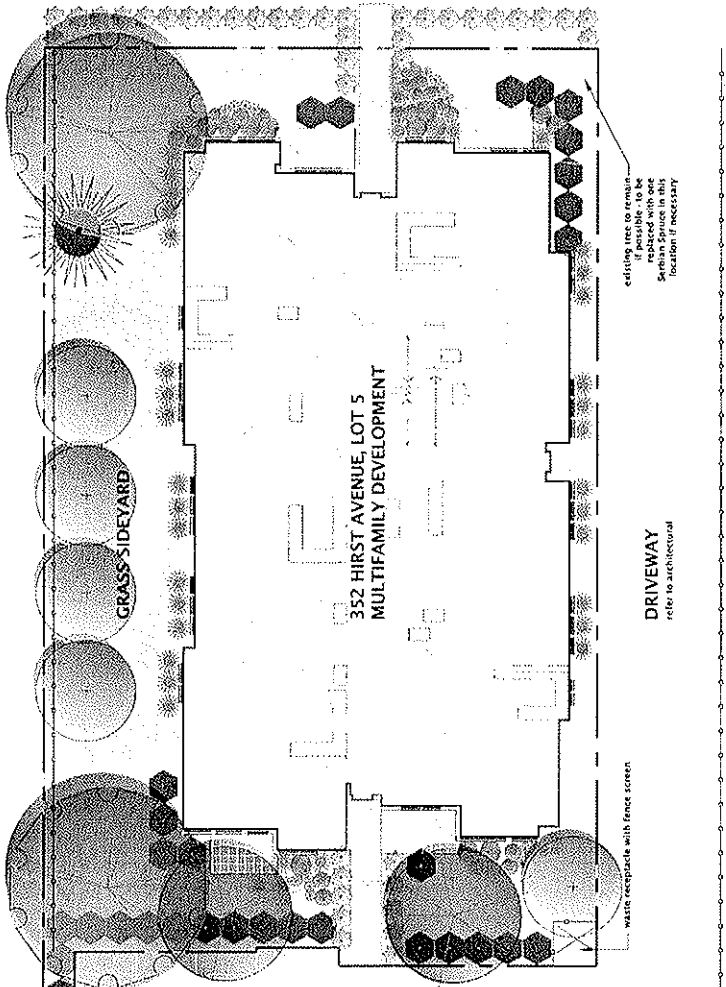 existing tree to remain
if possible - to be
replaced with one
Serbian Spruce in this
location if necessary
GRASS SIDEYARD
352 HIRST AVENUE, LOT 5
MULTIFAMILY DEVELOPMENT
DRIVEWAY
refer to architectural
waste receptacle with fence screen